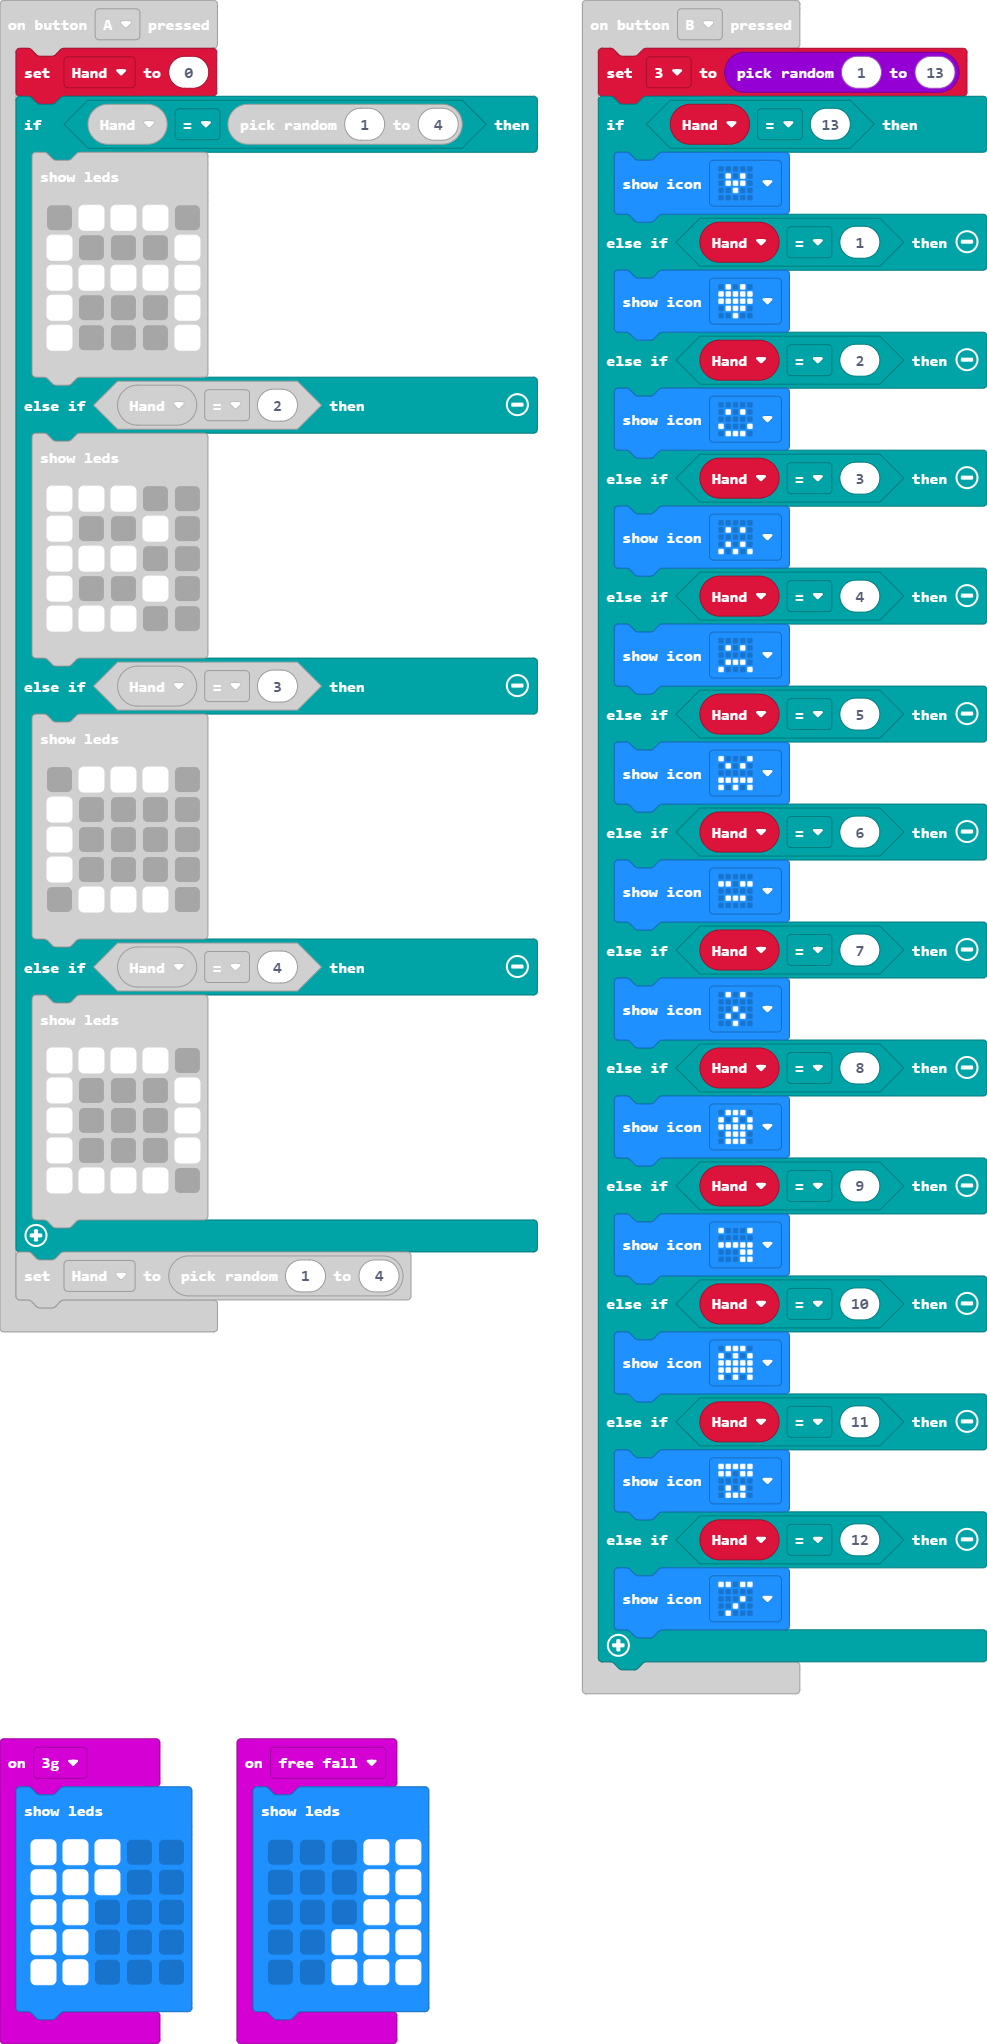 on button A pressed
set Hand to 0
if Hand = pick random 1 to 4 then
show leds
else if Hand = 2 then
show leds
else if Hand = 3 then
show leds
else if Hand = 4 then
show leds
set Hand to pick random 1 to 4
on button B pressed
set 3 to pick random 1 to 13
if Hand = 13 then
show icon
else if Hand = 1 then
show icon
else if Hand = 2 then
show icon
else if Hand = 3 then
show icon
else if Hand = 4 then
show icon
else if Hand = 5 then
show icon
else if Hand = 6 then
show icon
else if Hand = 7 then
show icon
else if Hand = 8 then
show icon
else if Hand = 9 then
show icon
else if Hand = 10 then
show icon
else if Hand = 11 then
show icon
else if Hand = 12 then
show icon
on 3g
show leds
on free fall
show leds